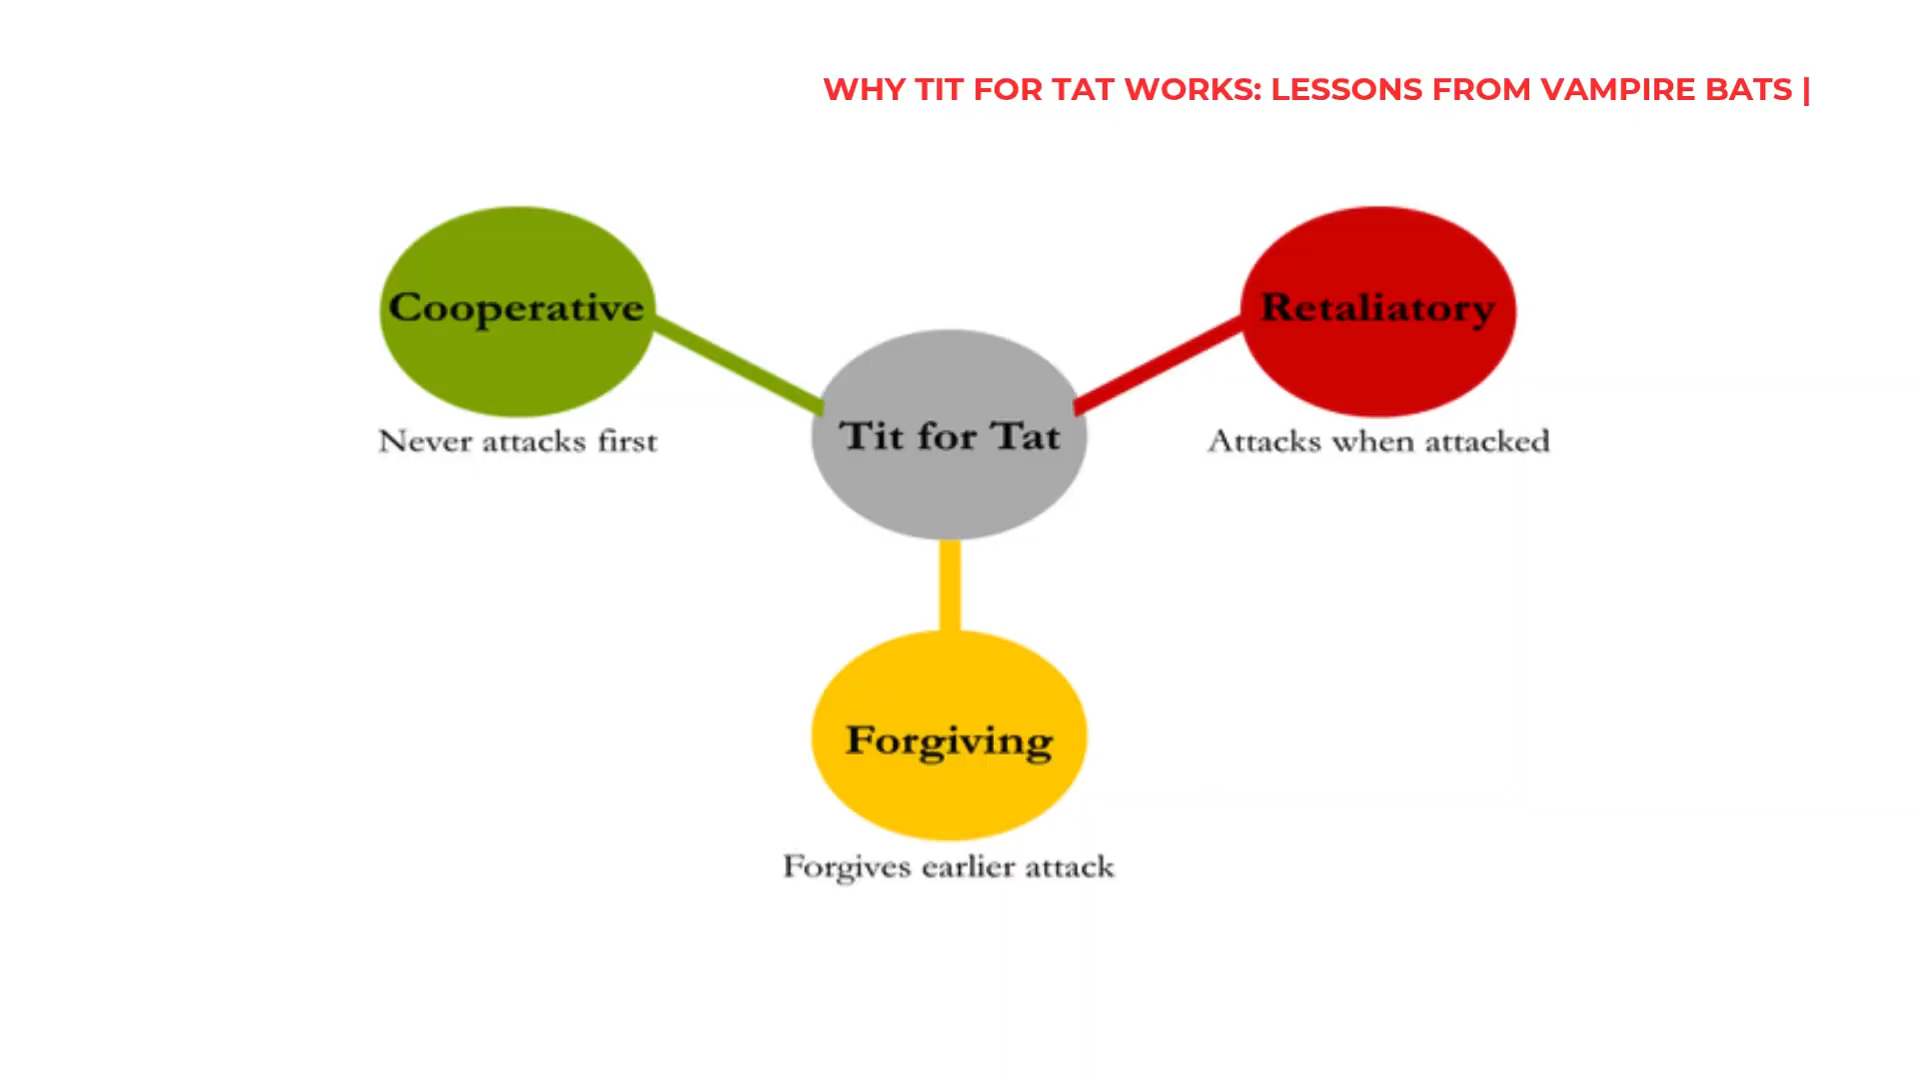 WHY TIT FOR TAT WORKS: LESSONS FROM VAMPIRE BATS |
Cooperative
Never attacks first
Retaliatory
Attacks when attacked
Tit for Tat
Forgiving
Forgives earlier attack